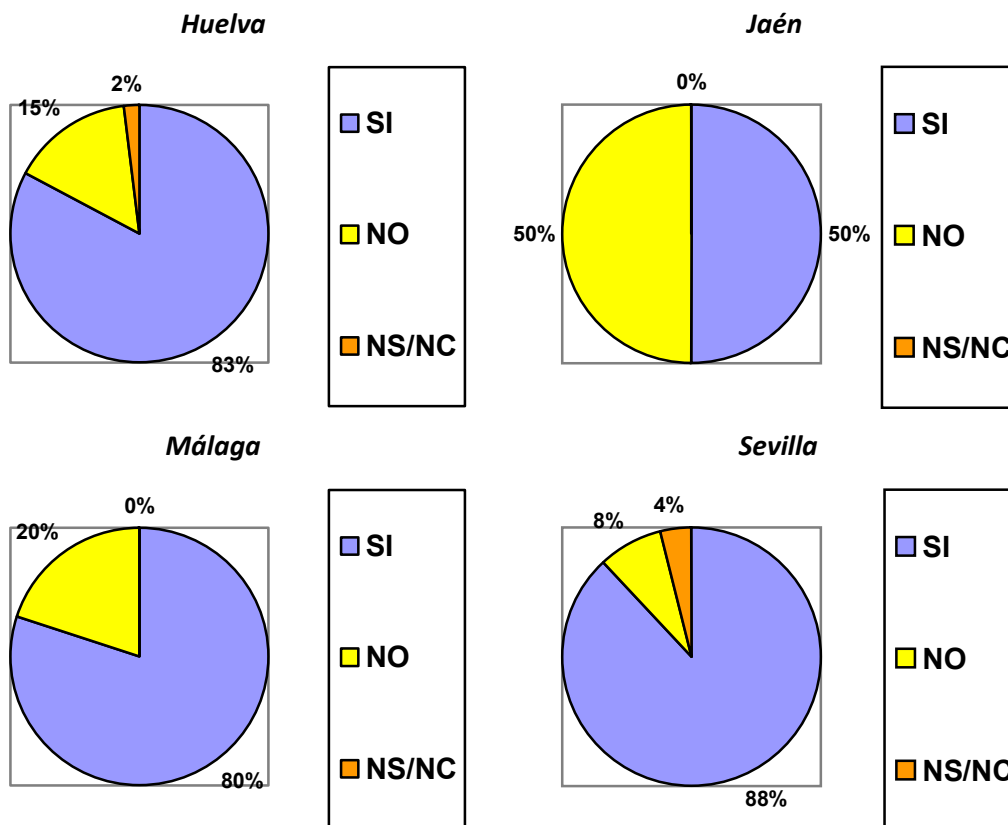 Huelva
2%
15%
83%
SI
NO
NS/NC
Jaén
0%
50%
50%
SI
NO
NS/NC
Málaga
0%
20%
80%
SI
NO
NS/NC
Sevilla
4%
8%
88%
SI
NO
NS/NC